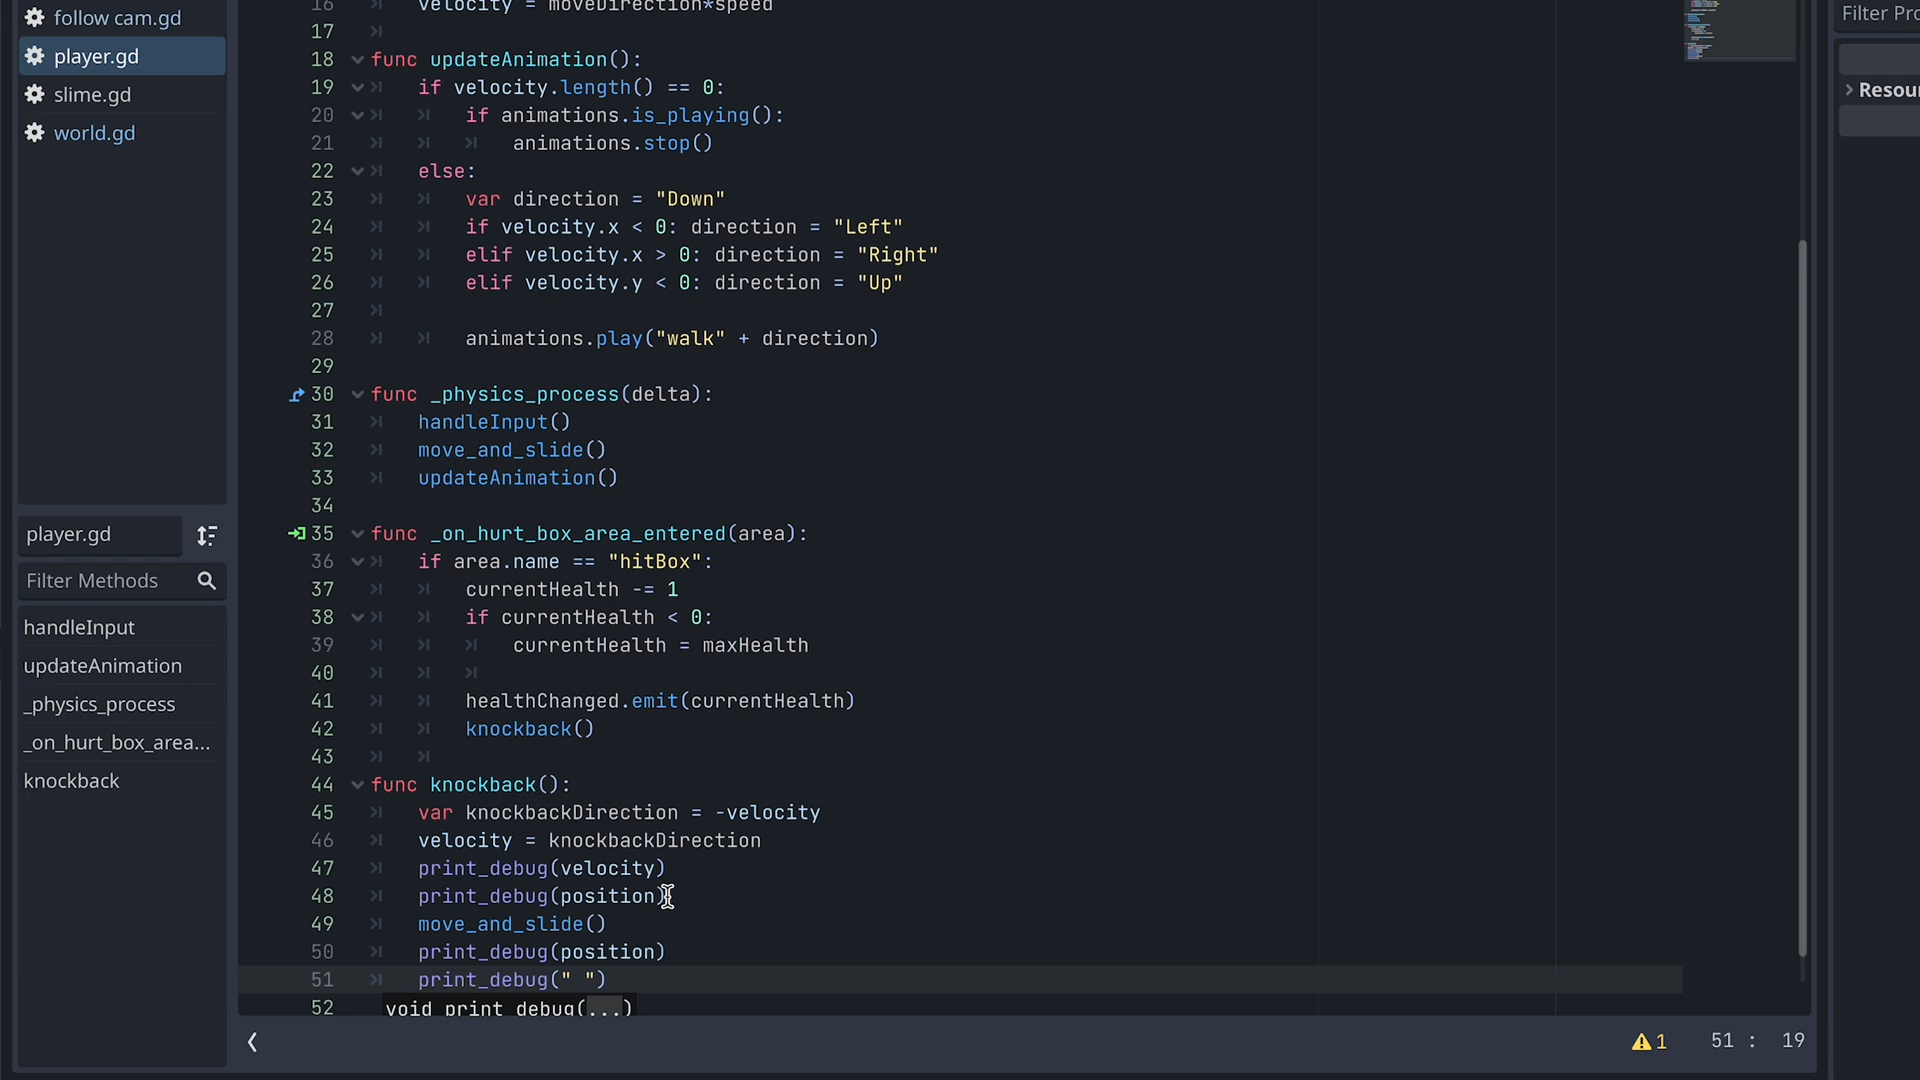 follow cam.gd
player.gd
slime.gd
world.gd
player.gd
Filter Methods
handleInput
updateAnimation
_physics_process
_on_hurt_box_area...
knockback
16 velocity = moveDirection*speed
17
18 func updateAnimation():
19 if velocity.length() == 0:
20 if animations.is_playing():
21 animations.stop()
22 else:
23 var direction = "Down"
24 if velocity.x < 0: direction = "Left"
25 elif velocity.x > 0: direction = "Right"
26 elif velocity.y < 0: direction = "Up"
27
28 animations.play("walk" + direction)
29
30 func _physics_process(delta):
31 handleInput()
32 move_and_slide()
33 updateAnimation()
34
35 func _on_hurt_box_area_entered(area):
36 if area.name == "hitBox":
37 currentHealth -= 1
38 if currentHealth < 0:
39 currentHealth = maxHealth
40
41 healthChanged.emit(currentHealth)
42 knockback()
43
44 func knockback():
45 var knockbackDirection = -velocity
46 velocity = knockbackDirection
47 print_debug(velocity)
48 print_debug(position)
49 move_and_slide()
50 print_debug(position)
51 print_debug(" ")
52 void print_debug(...)
1 51 : 19
Filter Pro
Resour